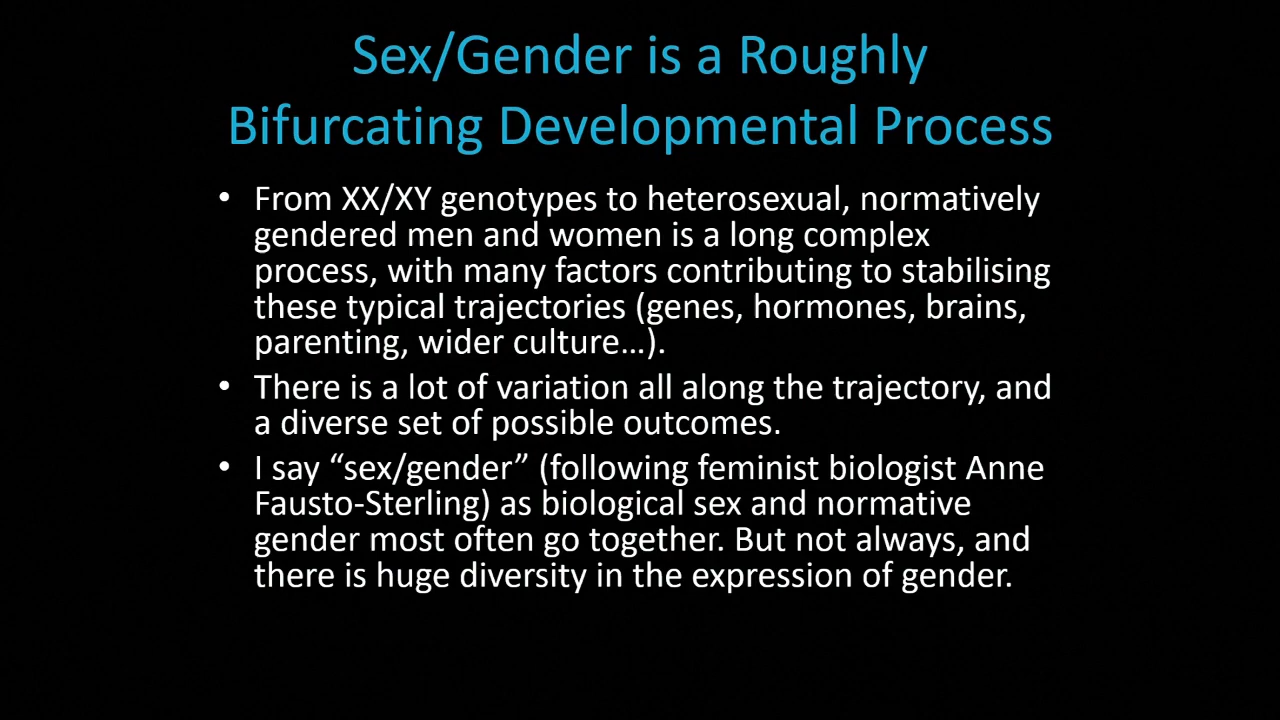 Sex/Gender is a Roughly
Bifurcating Developmental Process
• From XX/XY genotypes to heterosexual, normatively
gendered men and women is a long complex
process, with many factors contributing to stabilising
these typical trajectories (genes, hormones, brains,
parenting, wider culture…).
• There is a lot of variation all along the trajectory, and
a diverse set of possible outcomes.
• I say “sex/gender” (following feminist biologist Anne
Fausto-Sterling) as biological sex and normative
gender most often go together. But not always, and
there is huge diversity in the expression of gender.